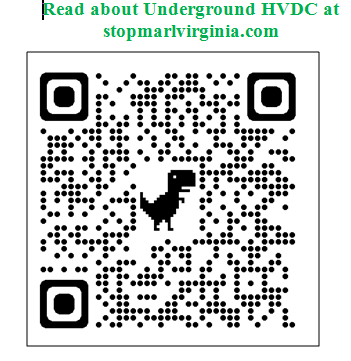 Read about Underground HVDC at
stopmarlvirginia.com